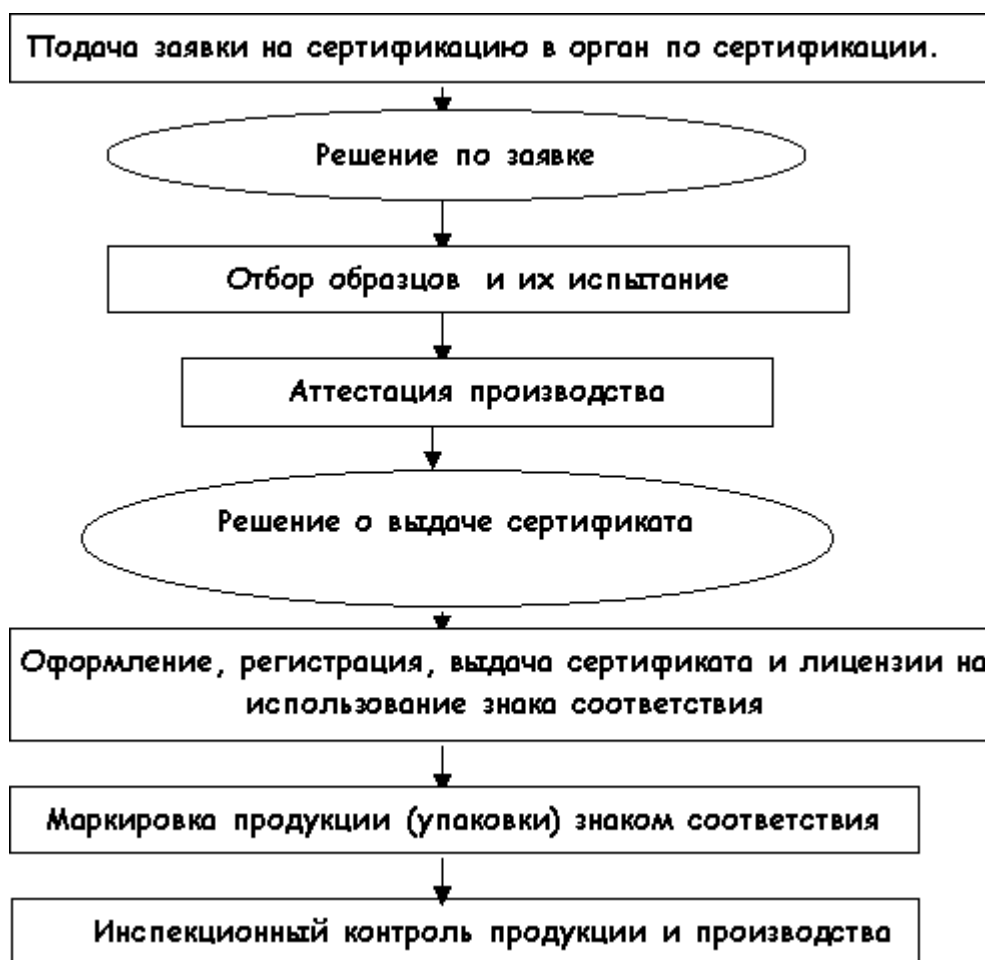 Подача заявки на сертификацию в орган по сертификации.
Решение по заявке
Отбор образцов и их испытание
Аттестация производства
Решение о выдаче сертификата
Оформление, регистрация, выдача сертификата и лицензии на
использование знака соответствия
Маркировка продукции (упаковки) знаком соответствия
Инспекционный контроль продукции и производства